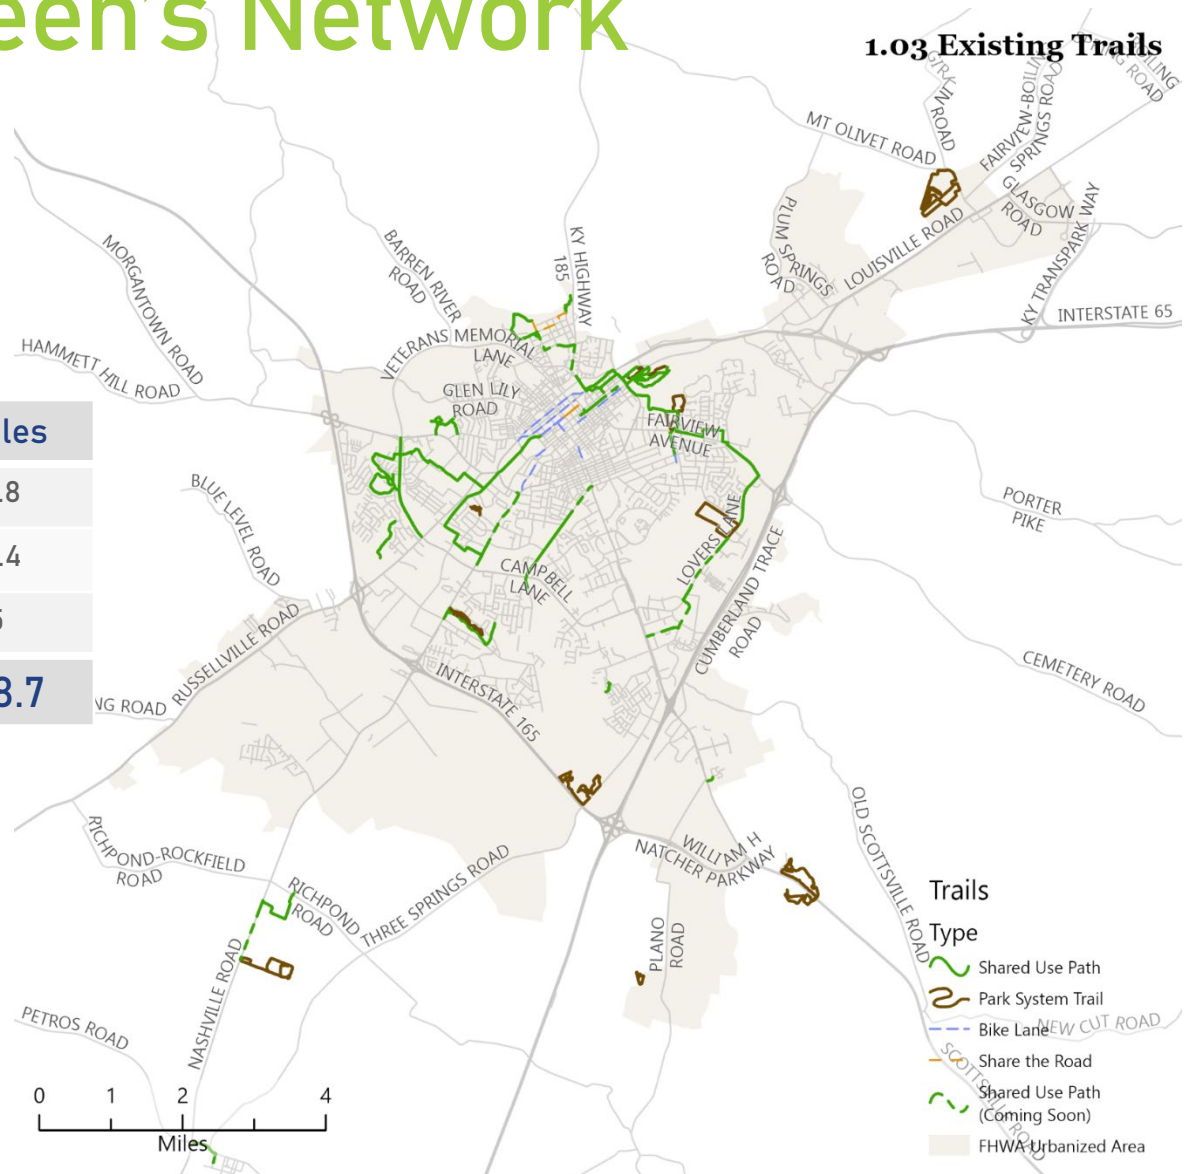 een's Network
1.03 Existing Trails
GIRKIN ROAD
FAIRVIEW-BOILING
SPRINGS ROAD
ROAD
MT OLIVET ROAD
GLASGOW
ROAD
KY TRANSPARK WAY
PLUM SPRINGS
ROAD
LOUISVILLE ROAD
INTERSTATE 65
KY HIGHWAY
185
BARREN RIVER
ROAD
MORGANTOWN ROAD
VETERANS MEMORIAL
LANE
HAMMETT HILL ROAD
GLEN LILY
ROAD
FAIRVIEW
AVENUE
les
.8
.4
8.7
BLUE LEVEL ROAD
PORTER
PIKE
LOVERS LANE
CAMPBELL
LANE
CUMBERLAND TRACE
ROAD
RUSSELLVILLE ROAD
NG ROAD
CEMETERY ROAD
INTERSTATE 165
OLD SCOTTSVILLE ROAD
RICHPOND-ROCKFIELD
ROAD
WILLIAM H
NATCHER PARKWAY
RICHPOND
ROAD
THREE SPRINGS ROAD
PLANO
ROAD
NASHVILLE ROAD
PETROS ROAD
Trails
Type
Shared Use Path
Park System Trail
Bike Lane
NEW CUT ROAD
Share the Road
SCOTTSVILLE ROAD
Shared Use Path
(Coming Soon)
FHWA Urbanized Area
0 1 2 4
Miles